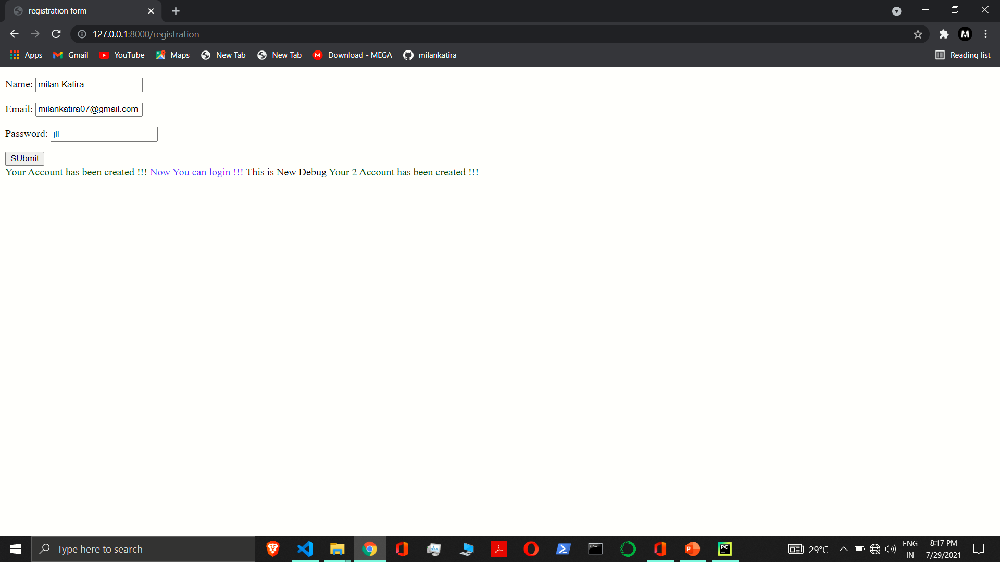 registration form
127.0.0.1:8000/registration
Apps Gmail YouTube Maps New Tab New Tab Download - MEGA milankatira Reading list
Name: milan Katira
Email: milankatira07@gmail.com
Password: jll
SUbmit
Your Account has been created !!! Now You can login !!! This is New Debug Your 2 Account has been created !!!
Type here to search
29°C
ENG
IN
8:17 PM
7/29/2021